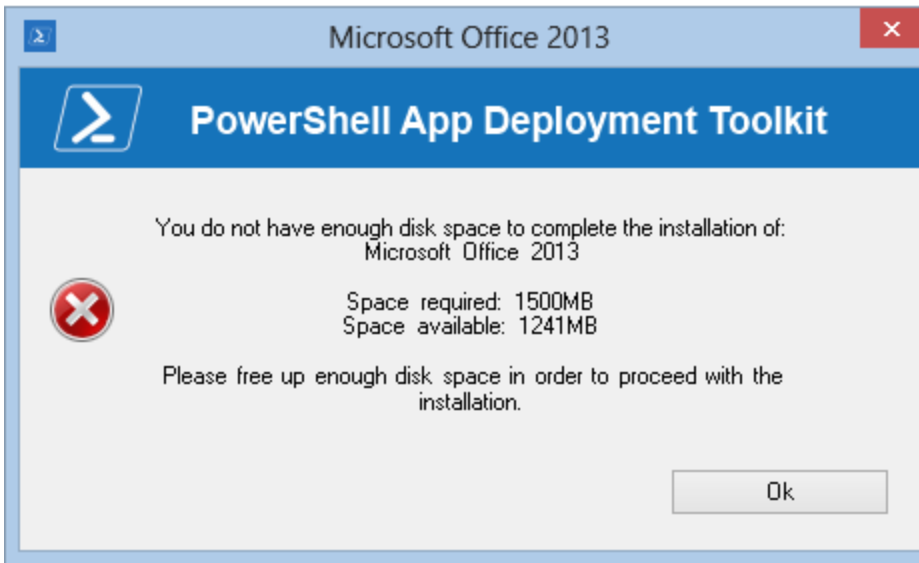 Microsoft Office 2013
PowerShell App Deployment Toolkit
You do not have enough disk space to complete the installation of:
Microsoft Office 2013
Space required: 1500MB
Space available: 1241MB
Please free up enough disk space in order to proceed with the
installation.
Ok